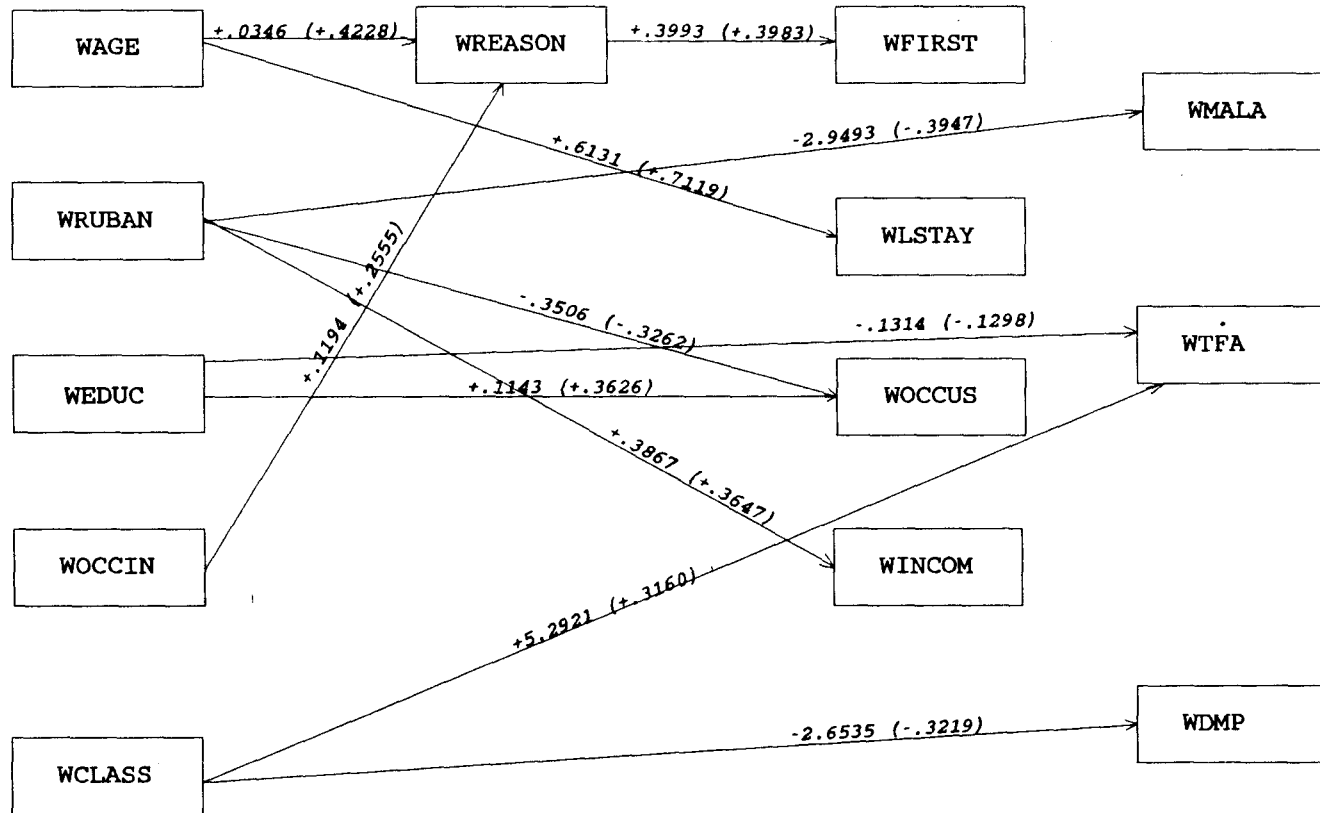 WAGE
+.0346 (+.4228)
WREASON
+.3993 (+.3983)
WFIRST
WMALA
-2.9493 (-.3947)
+.6131 (+.7119)
WRUBAN
WLSTAY
+.1194 (+.2555)
-.3506 (-.3262)
-.1314 (-.1298)
WTFA
WEDUC
+.1143 (+.3626)
WOCCUS
+.3867 (+.3647)
WOCCIN
WINCOM
+5.2921 (+.3160)
-2.6535 (-.3219)
WDMP
WCLASS